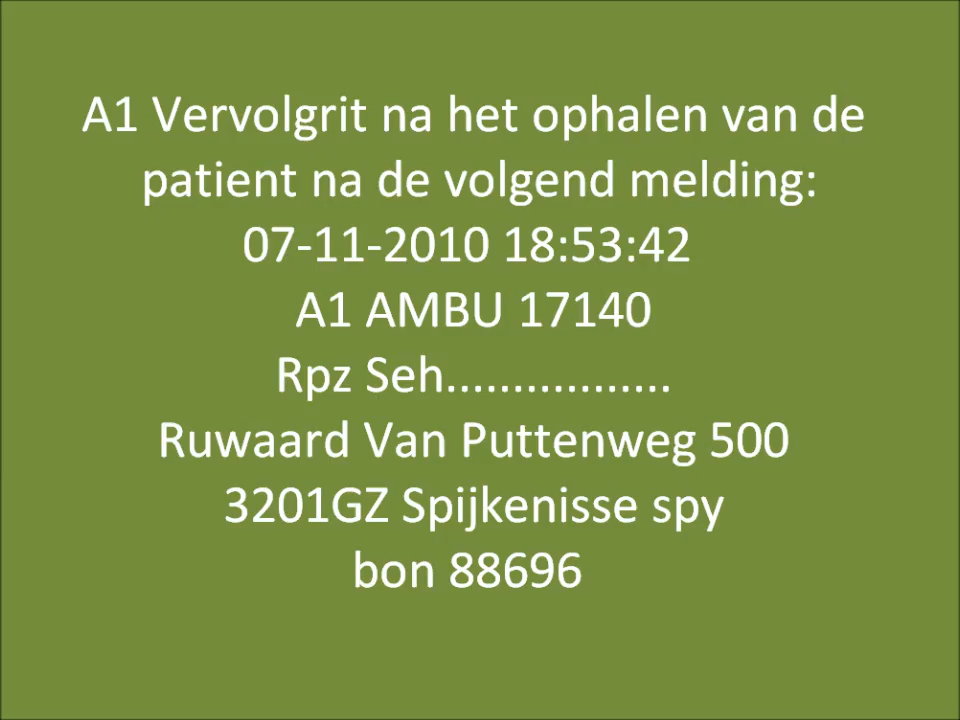 A1 Vervolgrit na het ophalen van de
patient na de volgend melding:
07-11-2010 18:53:42
A1 AMBU 17140
Rpz Seh.................
Ruwaard Van Puttenweg 500
3201GZ Spijkenisse spy
bon 88696